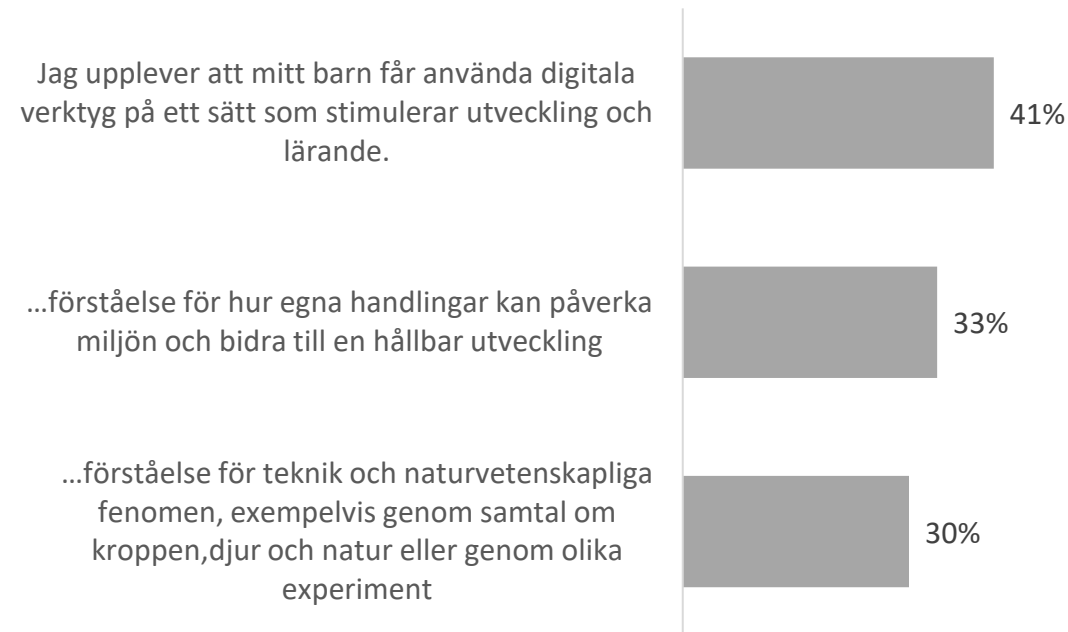 Jag upplever att mitt barn får använda digitala
verktyg på ett sätt som stimulerar utveckling och
lärande.
41%
…förståelse för hur egna handlingar kan påverka
miljön och bidra till en hållbar utveckling
33%
…förståelse för teknik och naturvetenskapliga
fenomen, exempelvis genom samtal om
kroppen,djur och natur eller genom olika
experiment
30%